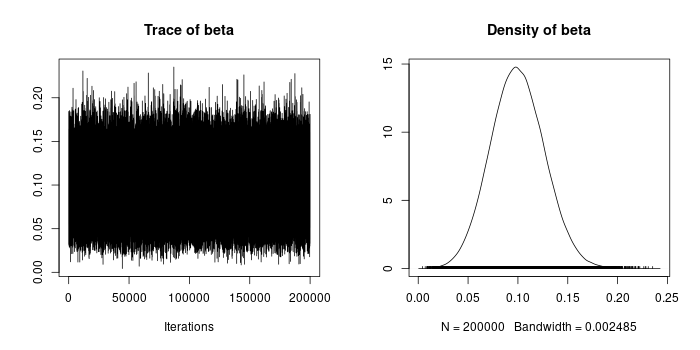 Trace of beta
0.00 0.05 0.10 0.15 0.20
0 50000 100000 150000 200000
Iterations
Density of beta
0 5 10 15
0.00 0.05 0.10 0.15 0.20 0.25
N = 200000 Bandwidth = 0.002485